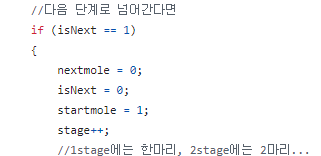 //다음 단계로 넘어간다면
if (isNext == 1)
{
nextmole = 0;
isNext = 0;
startmole = 1;
stage++;
//1stage에는 한마리, 2stage에는 2마리...